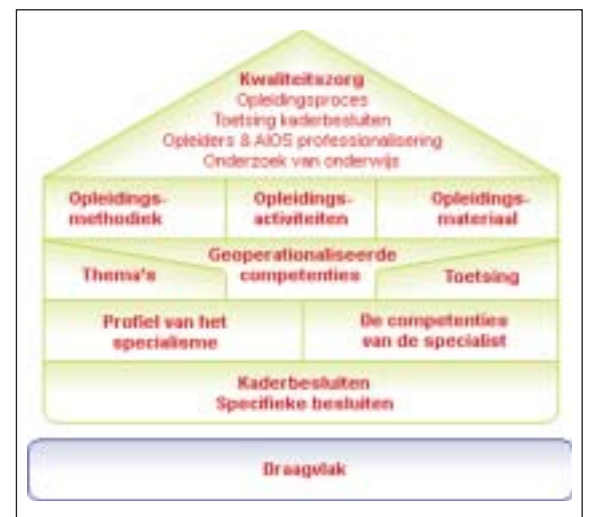 Kwaliteitszorg
Opleidingsproces
Toetsing kaderbesluiten
Opleiders & AIOS professionalisering
Onderzoek van onderwijs
Opleidings-
methodiek
Opleidings-
activiteiten
Opleidings-
materiaal
Geoperationaliseerde
competenties
Thema's
Toetsing
Profiel van het
specialisme
De competenties
van de specialist
Kaderbesluiten
Specifieke besluiten
Draagvlak